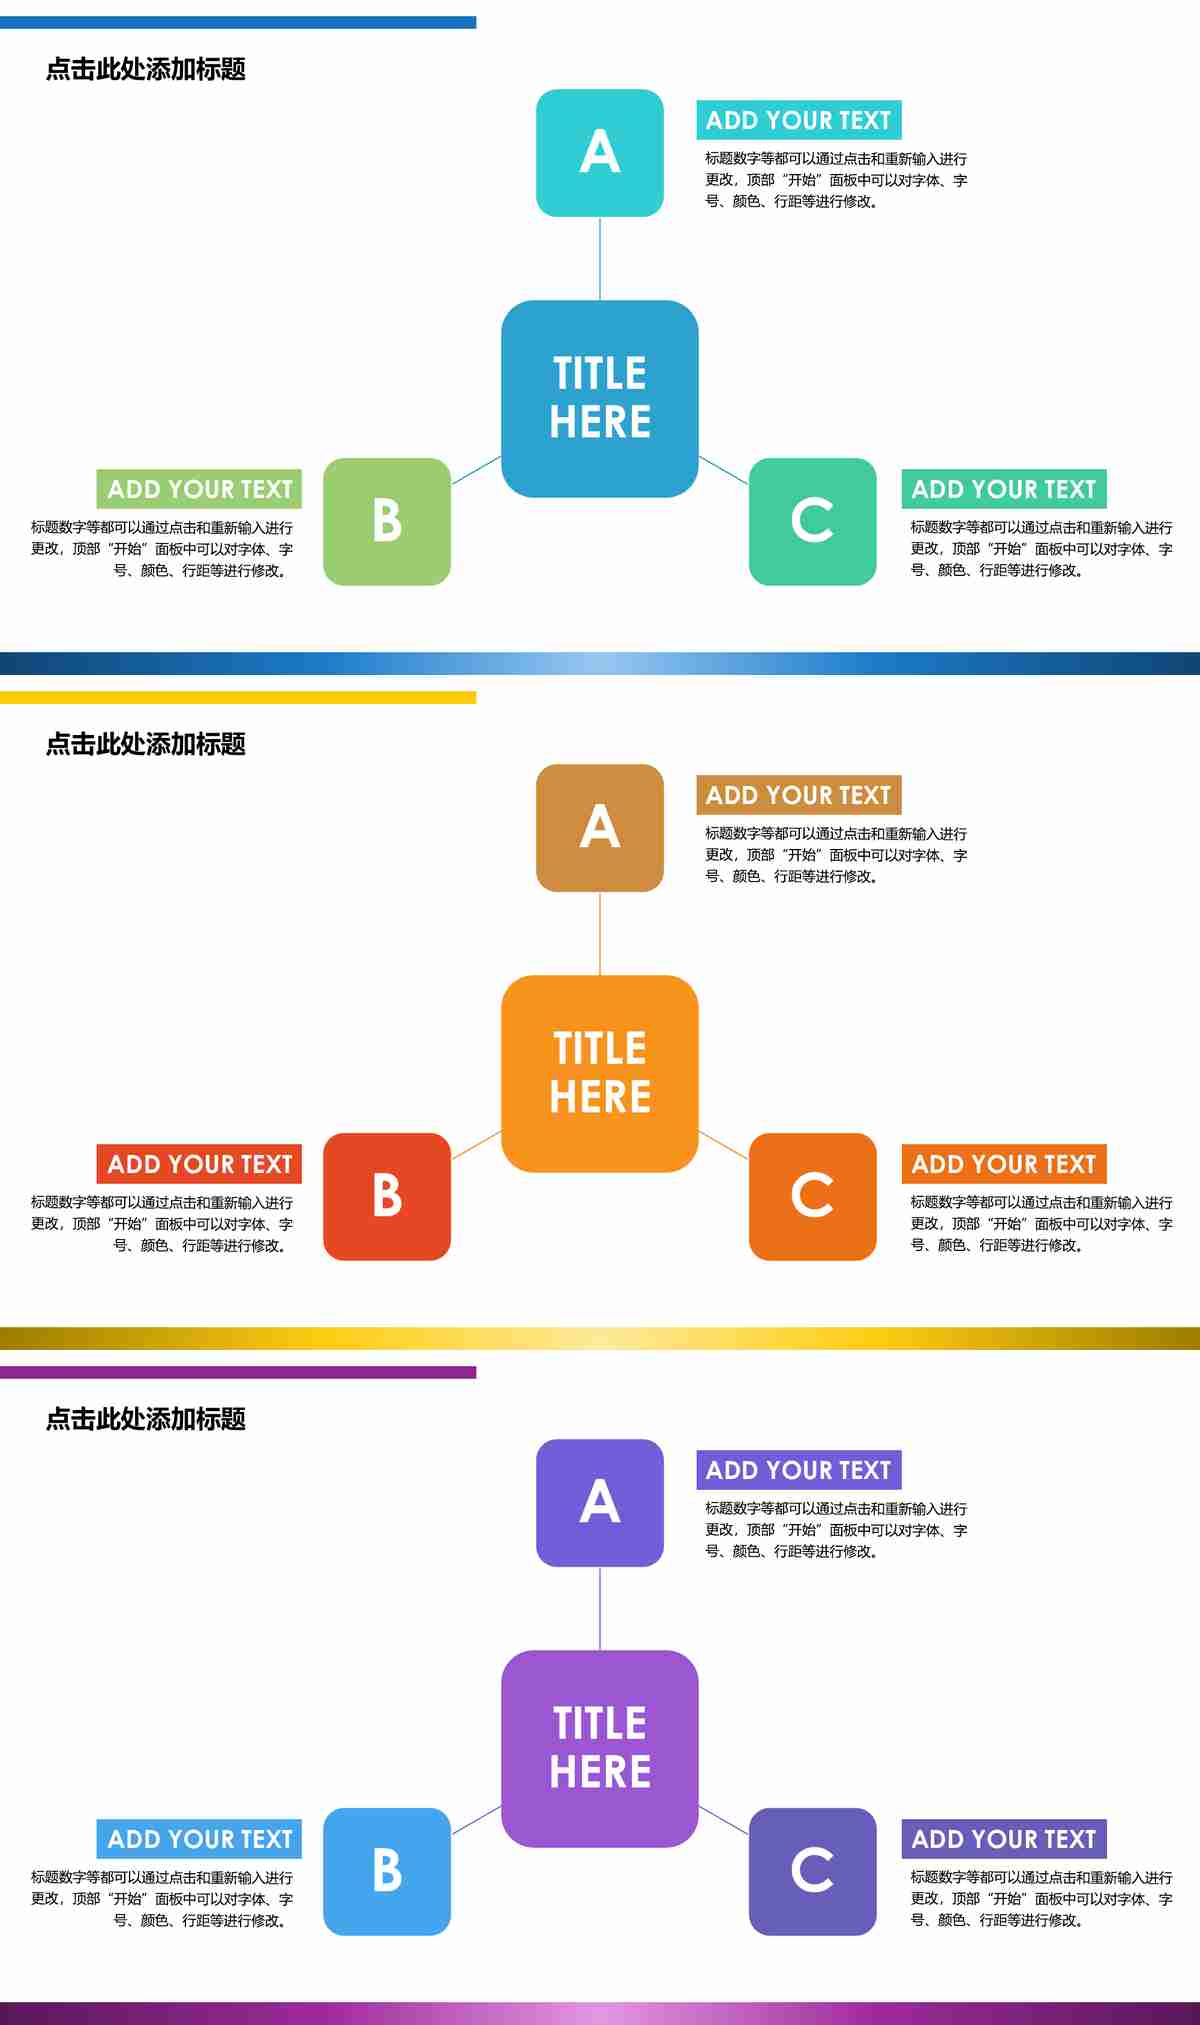 点击此处添加标题
A
ADD YOUR TEXT
标题数字等都可以通过点击和重新输入进行
更改，顶部“开始”面板中可以对字体、字
号、颜色、行距等进行修改。
TITLE
HERE
ADD YOUR TEXT
标题数字等都可以通过点击和重新输入进行
更改，顶部“开始”面板中可以对字体、字
号、颜色、行距等进行修改。
B
C
ADD YOUR TEXT
标题数字等都可以通过点击和重新输入进行
更改，顶部“开始”面板中可以对字体、字
号、颜色、行距等进行修改。
点击此处添加标题
A
ADD YOUR TEXT
标题数字等都可以通过点击和重新输入进行
更改，顶部“开始”面板中可以对字体、字
号、颜色、行距等进行修改。
TITLE
HERE
ADD YOUR TEXT
标题数字等都可以通过点击和重新输入进行
更改，顶部“开始”面板中可以对字体、字
号、颜色、行距等进行修改。
B
C
ADD YOUR TEXT
标题数字等都可以通过点击和重新输入进行
更改，顶部“开始”面板中可以对字体、字
号、颜色、行距等进行修改。
点击此处添加标题
A
ADD YOUR TEXT
标题数字等都可以通过点击和重新输入进行
更改，顶部“开始”面板中可以对字体、字
号、颜色、行距等进行修改。
TITLE
HERE
ADD YOUR TEXT
标题数字等都可以通过点击和重新输入进行
更改，顶部“开始”面板中可以对字体、字
号、颜色、行距等进行修改。
B
C
ADD YOUR TEXT
标题数字等都可以通过点击和重新输入进行
更改，顶部“开始”面板中可以对字体、字
号、颜色、行距等进行修改。